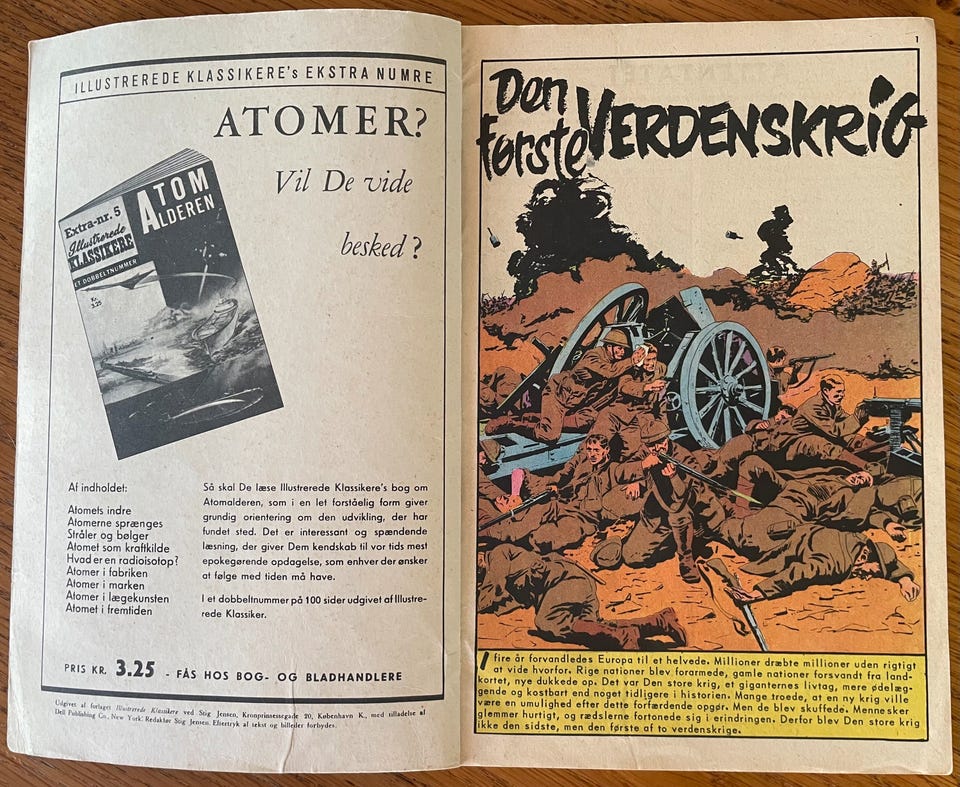 ILLUSTREREDE KLASSIKERE's EKSTRA NUMRE
ATOMER?
Vil De vide
besked?
Extra-nr. 5
Illustrerede
KLASSIKERE
ET DOBBELTNUMMER
Kr.
3.25
ATOM
ALDEREN
Af indholdet:
Atomets indre
Atomerne sprænges
Stråler og bølger
Atomet som kraftkilde
Hvad er en radioisotop?
Atomer i fabriken
Atomer i marken
Atomer i lægekunsten
Atomet i fremtiden
Så skal De læse Illustrerede Klassikere's bog om
Atomalderen, som i en let forståelig form giver
grundig orientering om den udvikling, der har
fundet sted. Det er interessant og spændende
læsning, der giver Dem kendskab til vor tids mest
epokegørende opdagelse, som enhver der ønsker
at følge med tiden må have.
I et dobbeltnummer på 100 sider udgivet af Illustre-
rede Klassiker.
PRIS KR. 3.25 - FÅS HOS BOG- OG BLADHANDLERE
Udgivet af forlaget Illustrerede Klassikere ved Stig Jensen, Kronprinsessegade 20, København K., med tilladelse af
Dell Publishing Co., New York. Redaktør Stig Jensen. Eftertryk af tekst og billeder forbydes.
1
Den
første VERDENSKRIG
I fire år forvandledes Europa til et helvede. Millioner dræbte millioner uden rigtigt
at vide hvorfor. Rige nationer blev forarmede, gamle nationer forsvandt fra land-
kortet, nye dukkede op. Det var Den store krig, et giganternes livtag, mere ødelæg-
gende og kostbart end noget tidligere i historien. Mange troede, at en ny krig ville
være en umulighed efter dette forfærdende opgør. Men de blev skuffede. Mennesker
glemmer hurtigt, og rædslerne fortonede sig i erindringen. Derfor blev Den store krig
ikke den sidste, men den første af to verdenskrige.